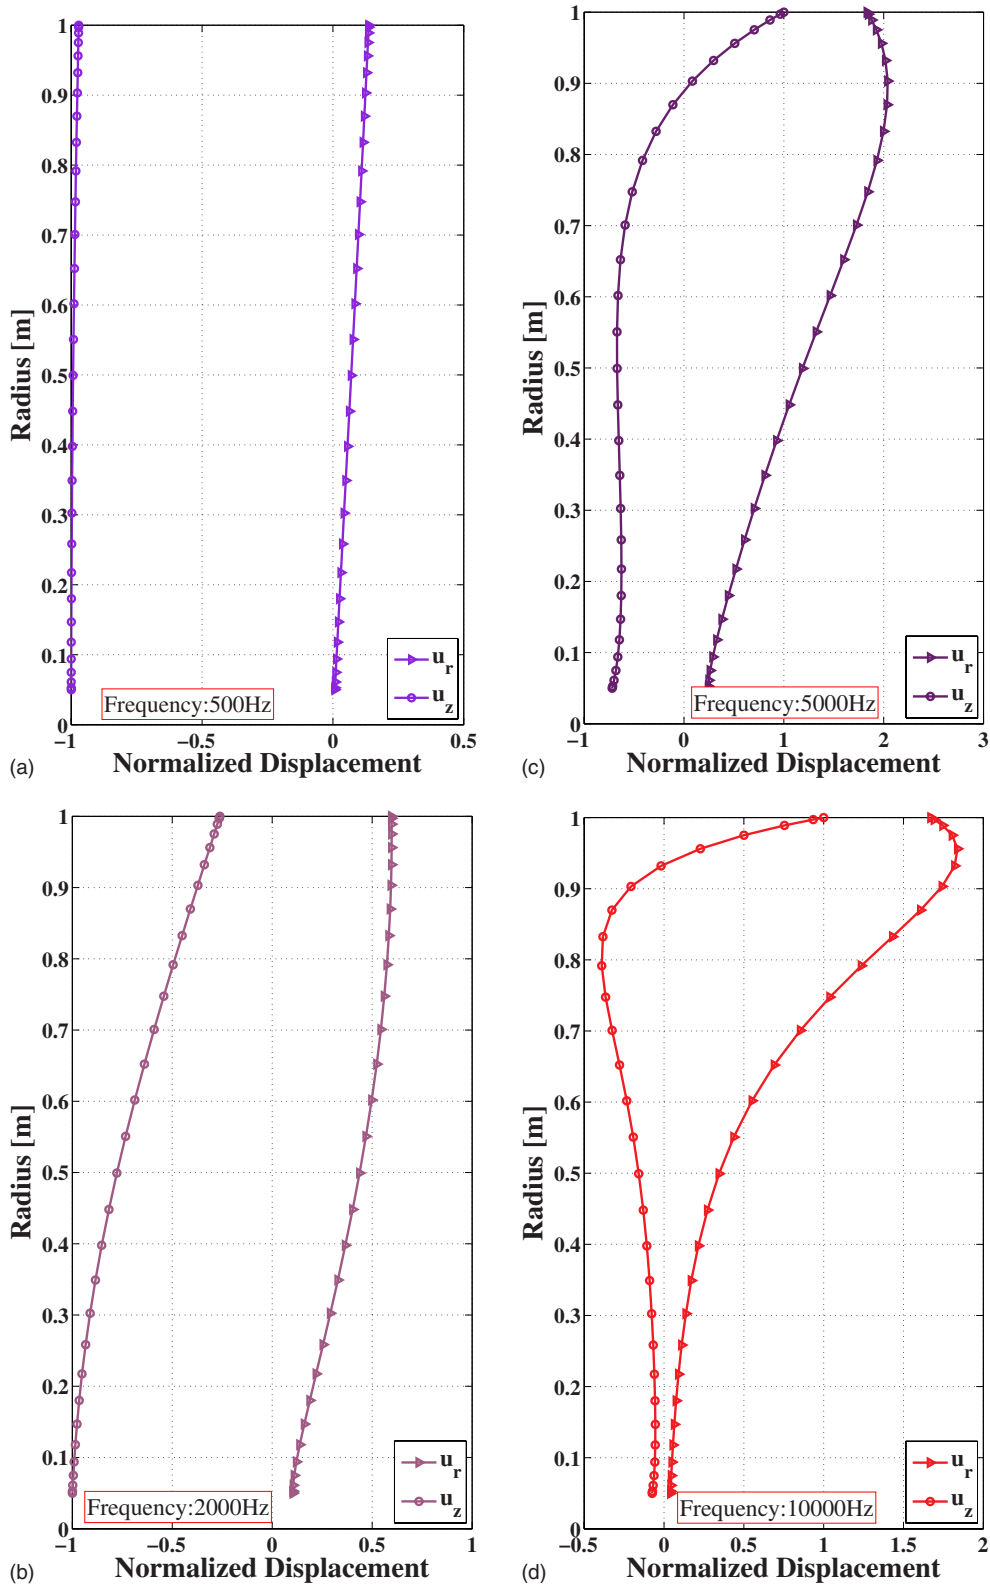 1
0.9
0.8
0.7
0.6
0.5
0.4
0.3
0.2
0.1
0
Radius [m]
−1
−0.5
0
0.5
Normalized Displacement
u_r
u_z
Frequency:500Hz
(a)
1
0.9
0.8
0.7
0.6
0.5
0.4
0.3
0.2
0.1
0
Radius [m]
−1
0
1
2
3
Normalized Displacement
u_r
u_z
Frequency:5000Hz
(c)
1
0.9
0.8
0.7
0.6
0.5
0.4
0.3
0.2
0.1
0
Radius [m]
−1
−0.5
0
0.5
1
Normalized Displacement
u_r
u_z
Frequency:2000Hz
(b)
1
0.9
0.8
0.7
0.6
0.5
0.4
0.3
0.2
0.1
0
Radius [m]
−0.5
0
0.5
1
1.5
2
Normalized Displacement
u_r
u_z
Frequency:10000Hz
(d)